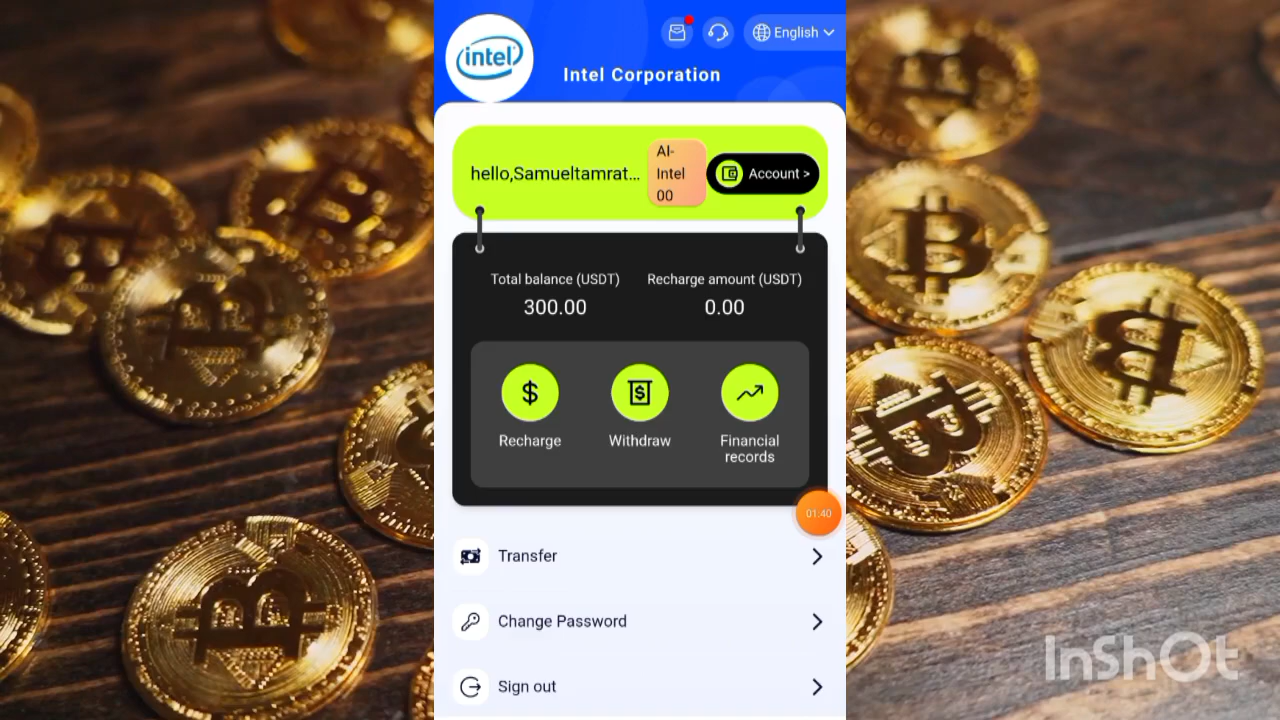 intel
English
Intel Corporation
hello,Samueltamrat...
AI-
Intel
00
Account >
Total balance (USDT)
Recharge amount (USDT)
300.00
0.00
Recharge
Withdraw
Financial
records
01:40
Transfer
Change Password
Sign out
InShOt